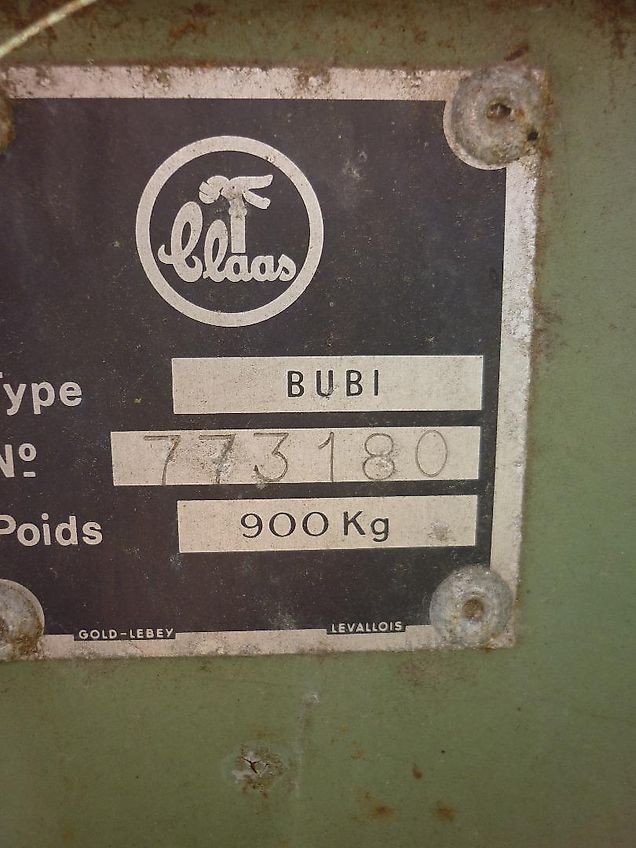 Claas
Type BUBI
Nº 773180
Poids 900 Kg
GOLD-LEBEY LEVALLOIS